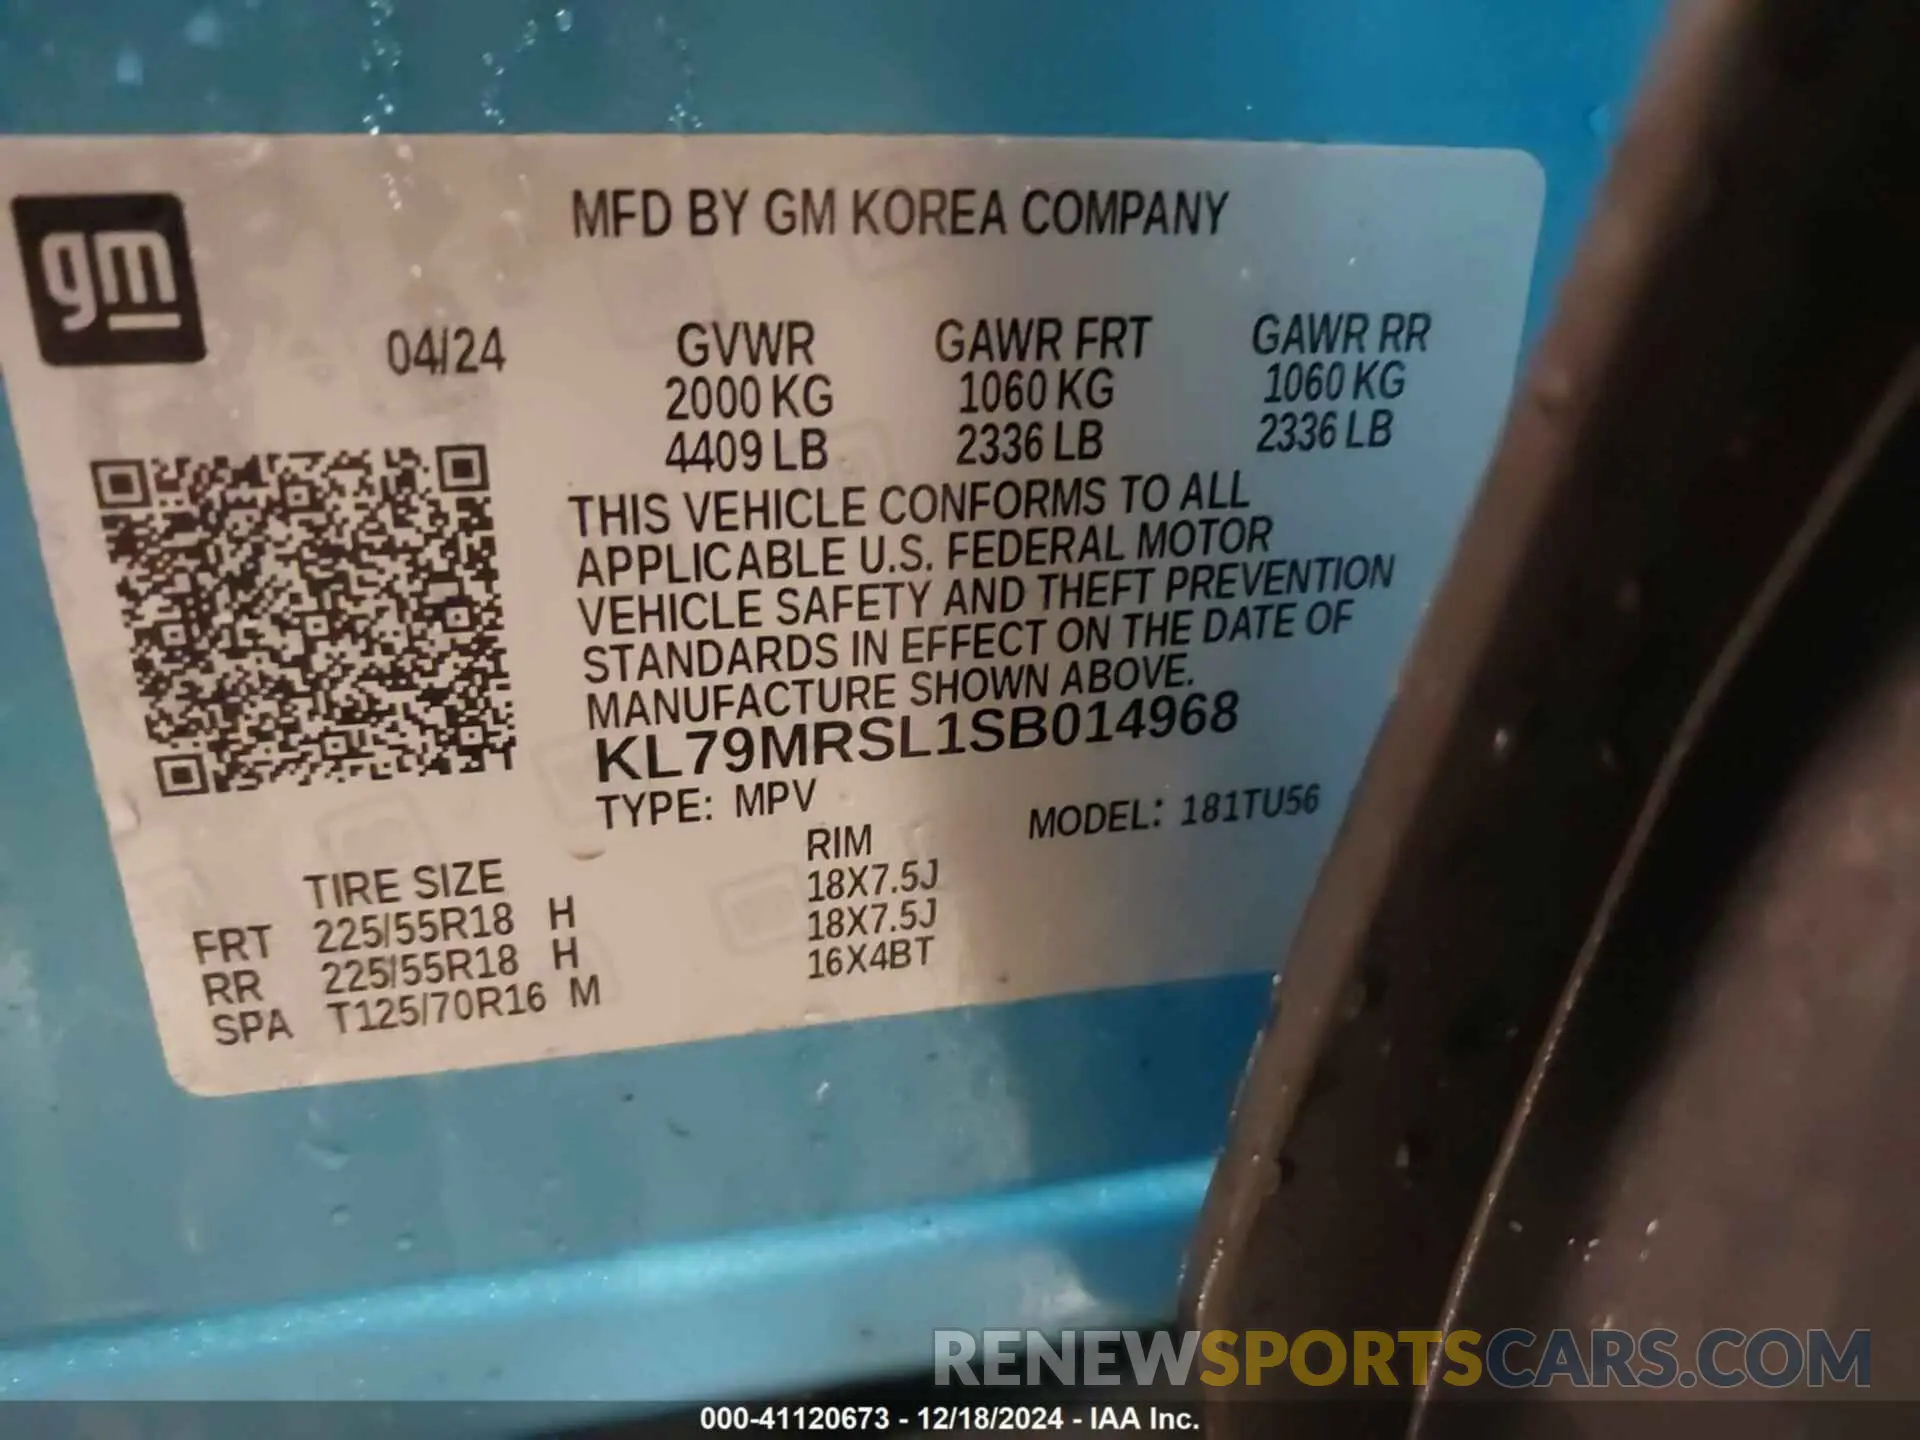 gm
MFD BY GM KOREA COMPANY
04/24 GVWR GAWR FRT GAWR RR
2000 KG 1060 KG 1060 KG
4409 LB 2336 LB 2336 LB
THIS VEHICLE CONFORMS TO ALL
APPLICABLE U.S. FEDERAL MOTOR
VEHICLE SAFETY AND THEFT PREVENTION
STANDARDS IN EFFECT ON THE DATE OF
MANUFACTURE SHOWN ABOVE.
KL79MRSL1SB014968
TYPE: MPV MODEL: 181TU56
TIRE SIZE RIM
FRT 225/55R18 H 18X7.5J
RR 225/55R18 H 18X7.5J
SPA T125/70R16 M 16X4BT
RENEWSPORTSCARS.COM
000-41120673 - 12/18/2024 - IAA Inc.